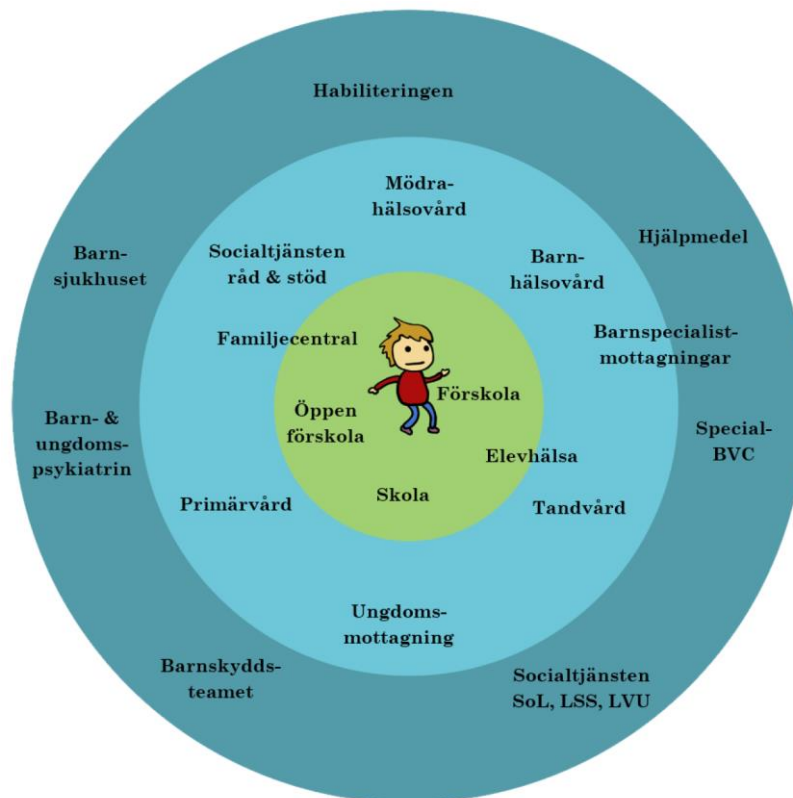 Habiliteringen
Mödra-
hälsovård
Hjälpmedel
Barn-
sjukhuset
Socialtjänsten
råd & stöd
Barn-
hälsovård
Familjecentral
Barnspecialist-
mottagningar
Förskola
Öppen
förskola
Barn- &
ungdoms-
psykiatrin
Special-
BVC
Elevhälsa
Skola
Primärvård
Tandvård
Ungdoms-
mottagning
Barnskydds-
teamet
Socialtjänsten
SoL, LSS, LVU